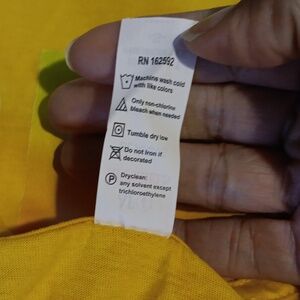 RN 162592
Machine wash cold
with like colors
Only non-chlorine
bleach when needed
Tumble dry low
Do not Iron if
decorated
Dryclean:
P
any solvent except
trichloroethylene